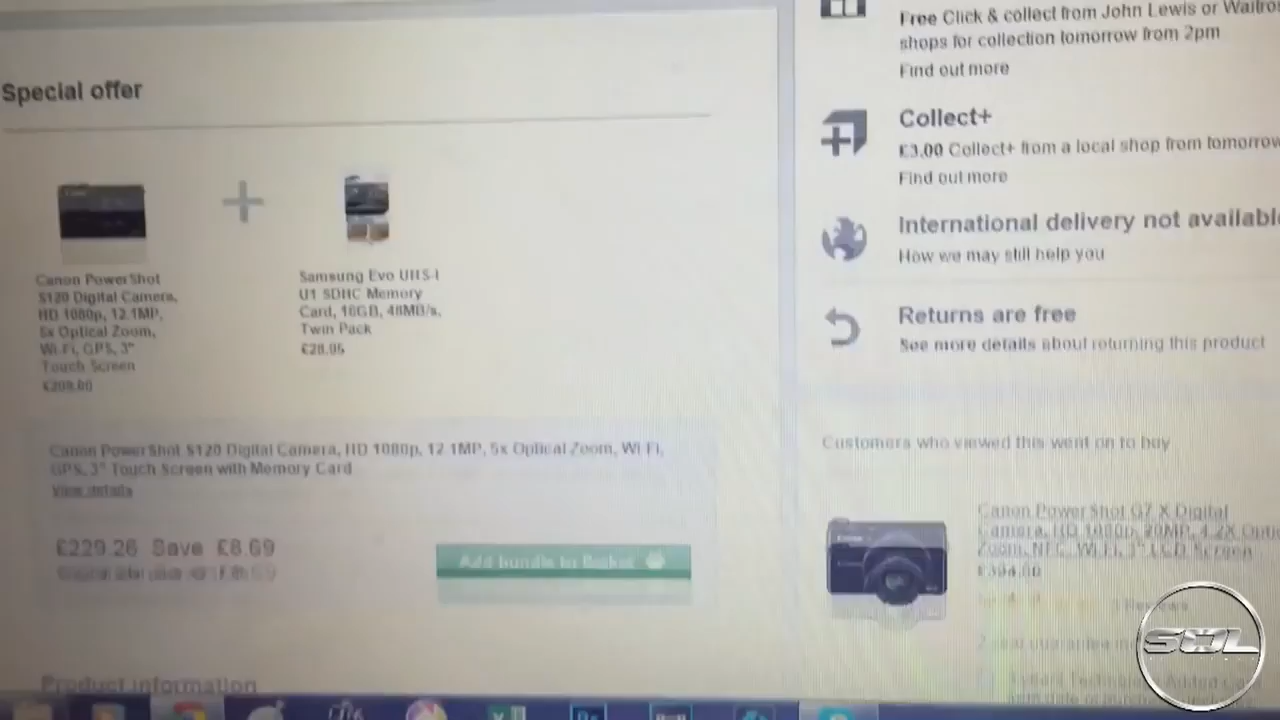 Special offer
Canon PowerShot
S120 Digital Camera,
HD 1080p, 12.1MP,
5x Optical Zoom,
Wi-Fi, GPS, 3"
Touch Screen
Samsung Evo UHS-I
U1 SDHC Memory
Card, 16GB, 48MB/s,
Twin Pack
Canon PowerShot S120 Digital Camera, HD 1080p, 12.1MP, 5x Optical Zoom, Wi-Fi,
GPS, 3" Touch Screen with Memory Card
View details
£229.26 Save £8.69
Add bundle to Basket
Product information
Free Click & collect from John Lewis or
shops for collection tomorrow from 2pm
Find out more
Collect+
£3.00 Collect+ from a local shop from tomorrow
Find out more
International delivery not
How we may still help you
Returns are free
See more details about returning this product
Customers who viewed this went on to buy
Canon PowerShot G7 X Digital
Camera, HD 1080p, 20MP, 4.2X
Zoom, NFC, Wi-Fi, 1" LCD Screen
SOL